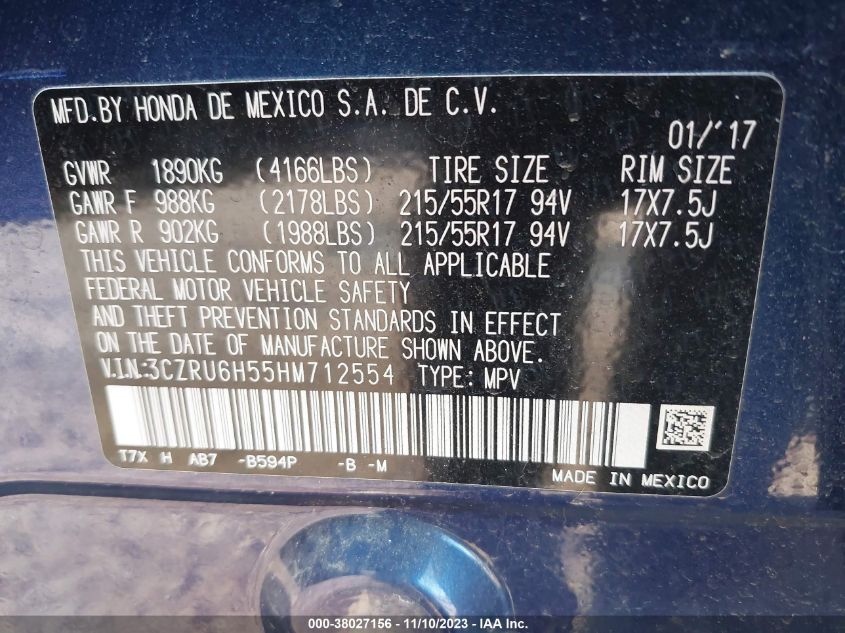 MFD.BY HONDA DE MEXICO S.A. DE C.V.
01/'17
GVWR 1890KG (4166LBS) TIRE SIZE RIM SIZE
GAWR F 988KG (2178LBS) 215/55R17 94V 17X7.5J
GAWR R 902KG (1988LBS) 215/55R17 94V 17X7.5J
THIS VEHICLE CONFORMS TO ALL APPLICABLE
FEDERAL MOTOR VEHICLE SAFETY
AND THEFT PREVENTION STANDARDS IN EFFECT
ON THE DATE OF MANUFACTURE SHOWN ABOVE.
V.I.N:3CZRU6H55HM712554 TYPE: MPV
T7X H AB7 -B594P -B -M
MADE IN MEXICO
000-38027156 - 11/10/2023 - IAA Inc.